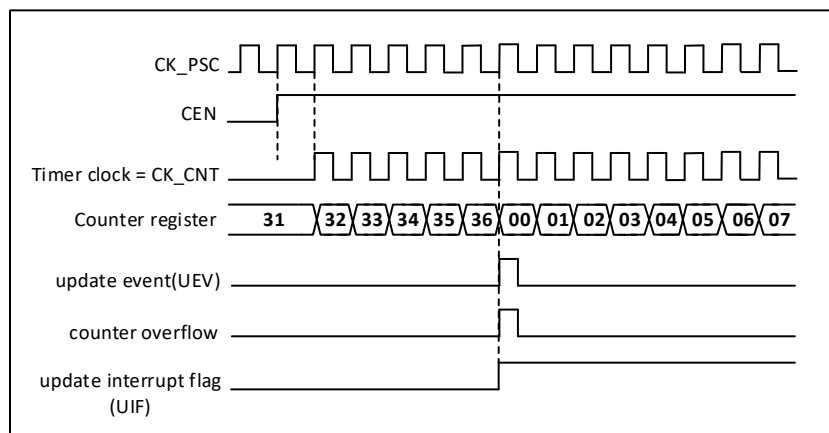 CK_PSC
CEN
Timer clock = CK_CNT
Counter register 31 32 33 34 35 36 00 01 02 03 04 05 06 07
update event(UEV)
counter overflow
update interrupt flag
(UIF)